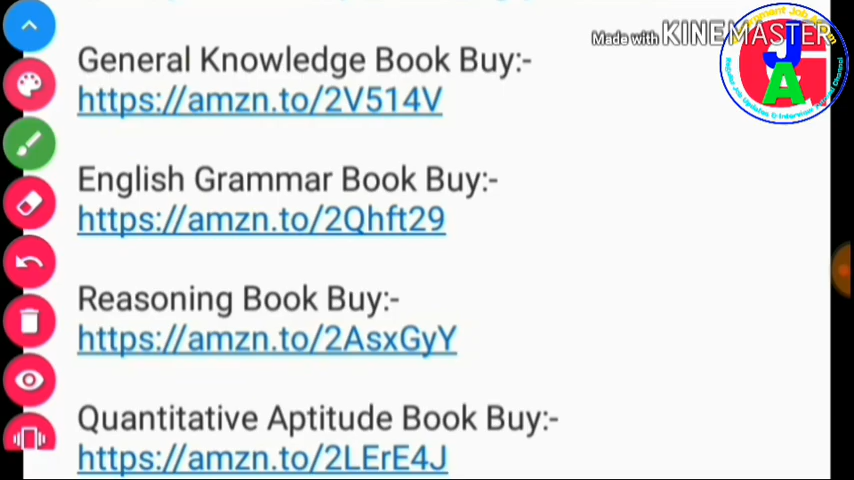 General Knowledge Book Buy:-
https://amzn.to/2V514V
English Grammar Book Buy:-
https://amzn.to/2Qhft29
Reasoning Book Buy:-
https://amzn.to/2AsxGyY
Quantitative Aptitude Book Buy:-
https://amzn.to/2LErE4J
Made with KINEMASTER
J A